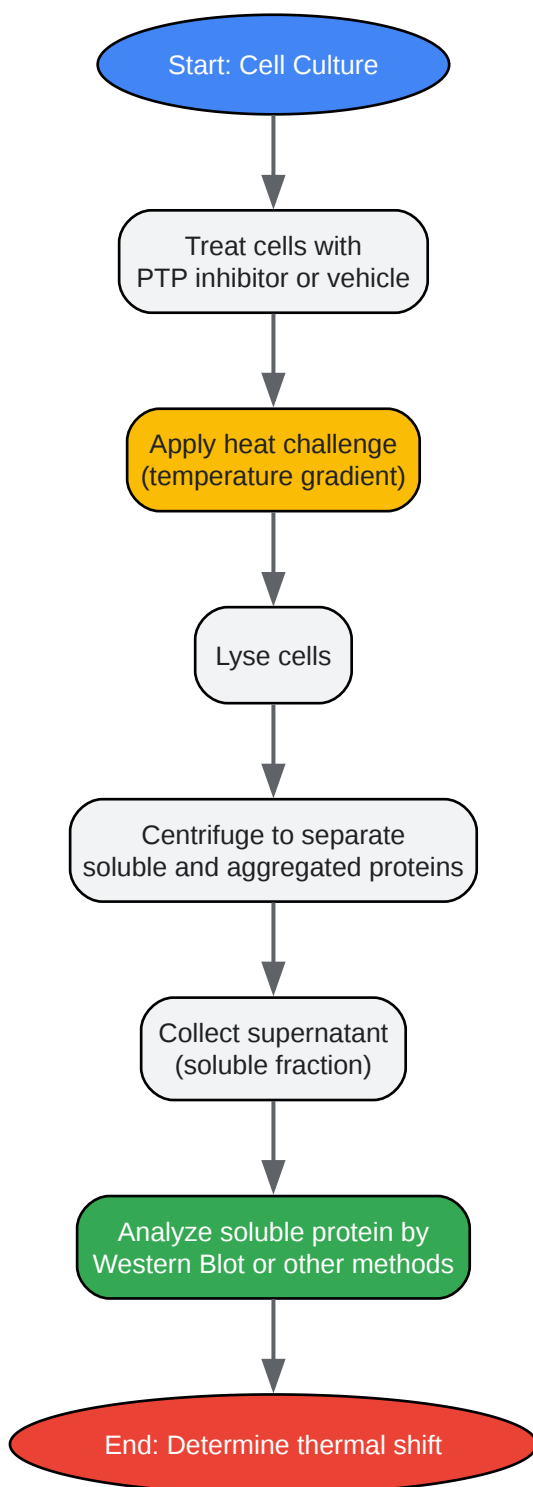 Start: Cell Culture
Treat cells with
PTP inhibitor or vehicle
Apply heat challenge
(temperature gradient)
Lyse cells
Centrifuge to separate
soluble and aggregated proteins
Collect supernatant
(soluble fraction)
Analyze soluble protein by
Western Blot or other methods
End: Determine thermal shift